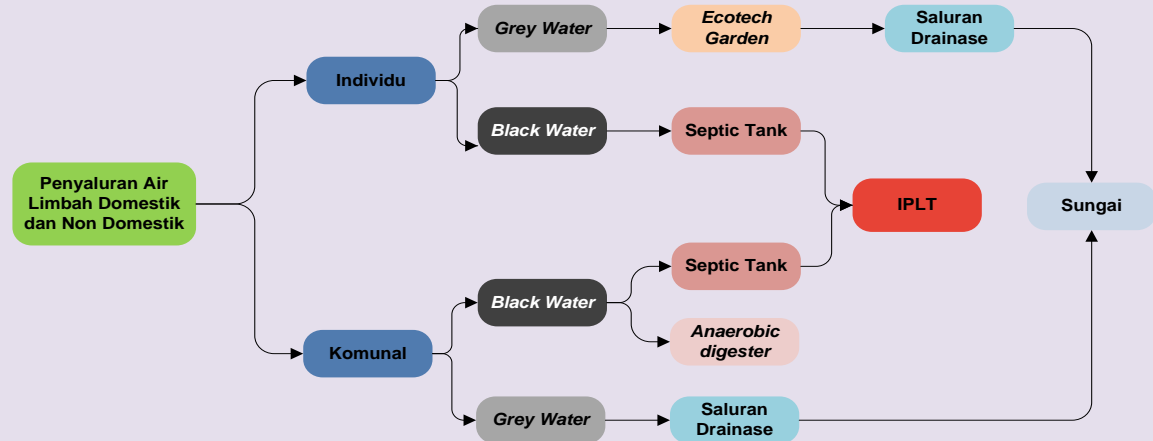 Penyaluran Air
Limbah Domestik
dan Non Domestik
Individu
Grey Water
Ecotech
Garden
Saluran
Drainase
Black Water
Septic Tank
IPLT
Sungai
Komunal
Black Water
Septic Tank
Anaerobic
digester
Grey Water
Saluran
Drainase